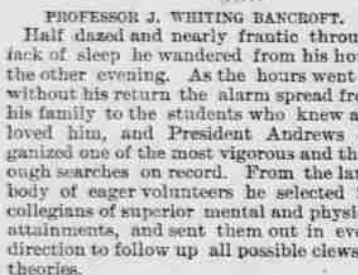 PROFESSOR J. WHITING BANCROFT.
Half dazed and nearly frantic throu
lack of sleep he wandered from his ho
the other evening. As the hours went
without his return the alarm spread fro
his family to the students who knew a
loved him, and President Andrews
ganized one of the most vigorous and th
ough searches on record. From the lar
body of eager volunteers he selected
collegians of superior mental and physi
attainments, and sent them out in eve
direction to follow up all possible clews
theories.